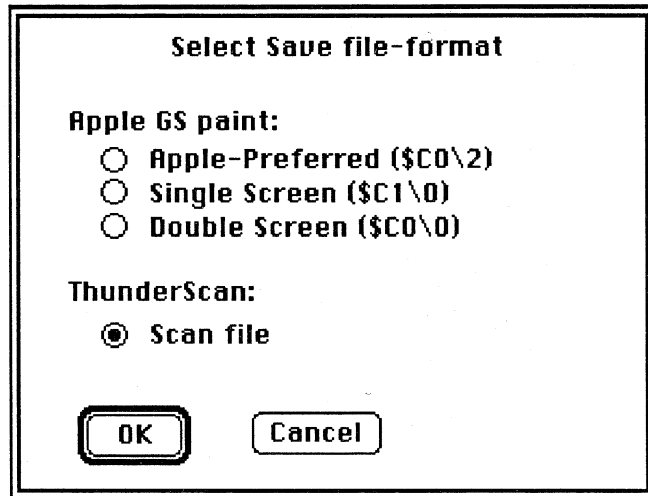 Select Save file-format
Apple GS paint:
Apple-Preferred ($C0\2)
Single Screen ($C1\0)
Double Screen ($C0\0)
ThunderScan:
Scan file
OK
Cancel